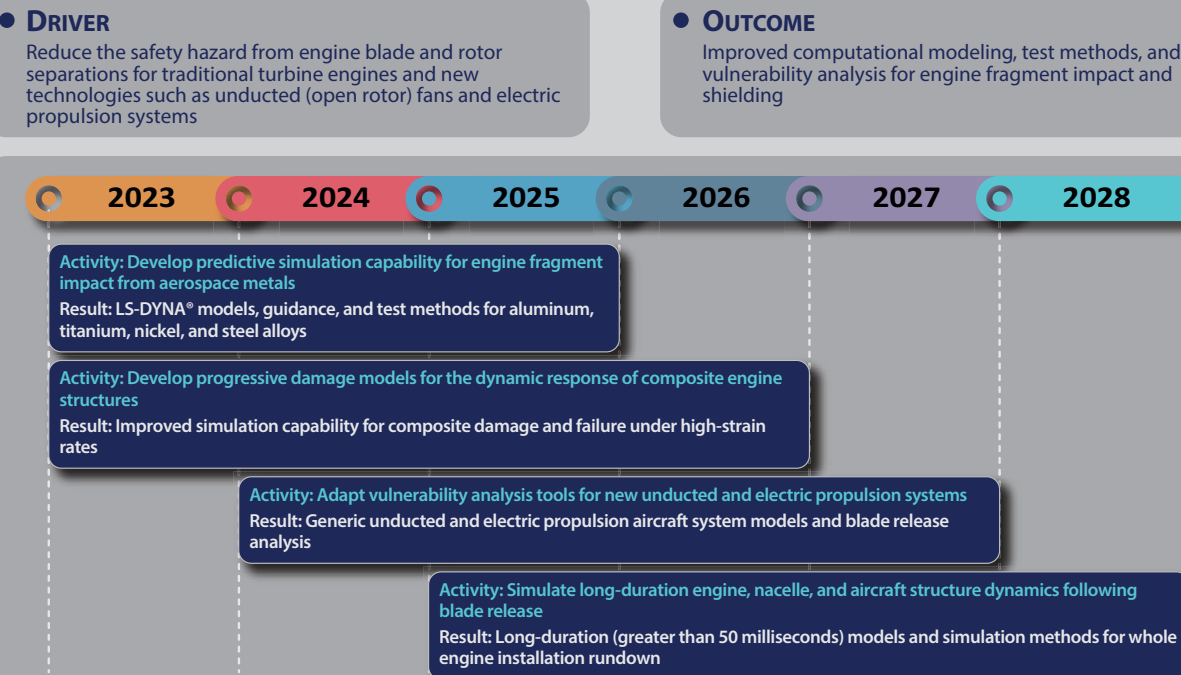 DRIVER
Reduce the safety hazard from engine blade and rotor
separations for traditional turbine engines and new
technologies such as unducted (open rotor) fans and electric
propulsion systems
OUTCOME
Improved computational modeling, test methods, and
vulnerability analysis for engine fragment impact and
shielding
2023 2024 2025 2026 2027 2028
Activity: Develop predictive simulation capability for engine fragment
impact from aerospace metals
Result: LS-DYNA® models, guidance, and test methods for aluminum,
titanium, nickel, and steel alloys
Activity: Develop progressive damage models for the dynamic response of composite engine
structures
Result: Improved simulation capability for composite damage and failure under high-strain
rates
Activity: Adapt vulnerability analysis tools for new unducted and electric propulsion systems
Result: Generic unducted and electric propulsion aircraft system models and blade release
analysis
Activity: Simulate long-duration engine, nacelle, and aircraft structure dynamics following
blade release
Result: Long-duration (greater than 50 milliseconds) models and simulation methods for whole
engine installation rundown